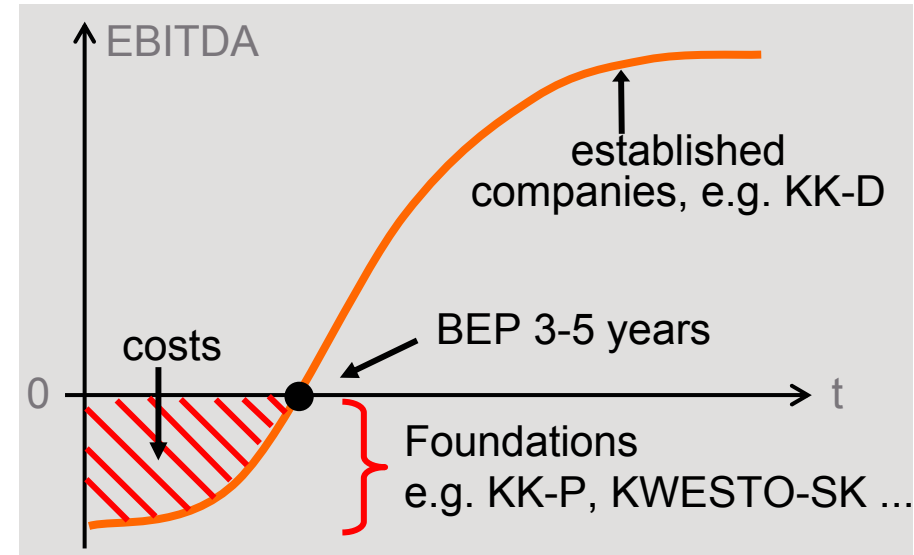 EBITDA
established
companies, e.g. KK-D
BEP 3-5 years
costs
0
t
Foundations
e.g. KK-P, KWESTO-SK ...